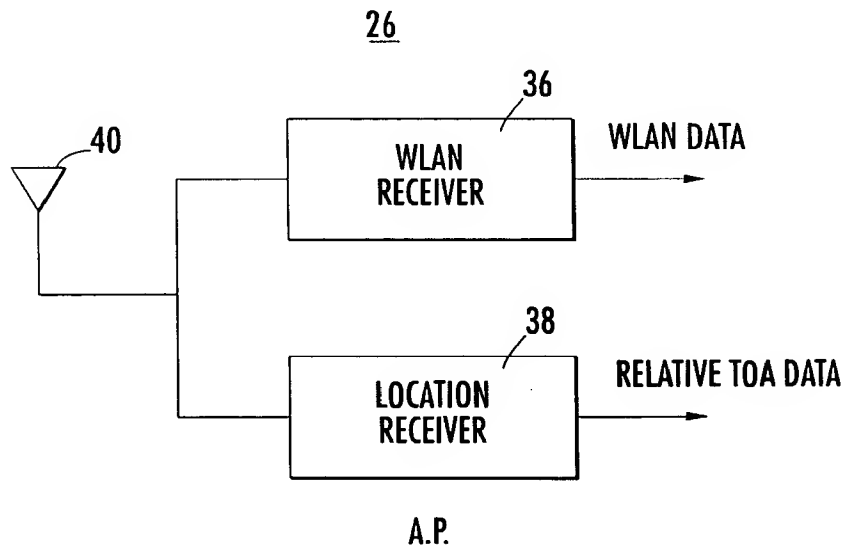 26
36
WLAN DATA
40
WLAN
RECEIVER
38
RELATIVE TOA DATA
LOCATION
RECEIVER
A.P.